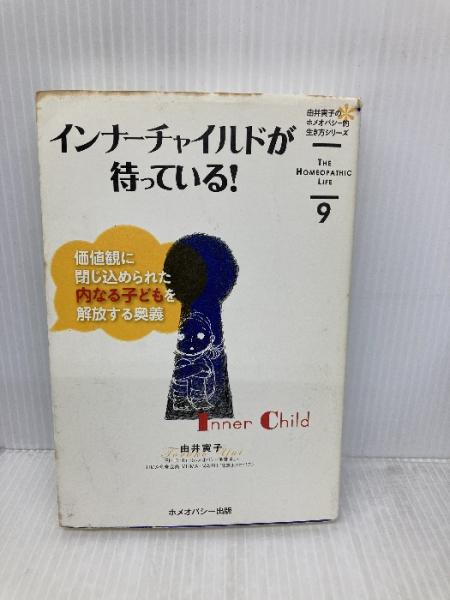 由井寅子の
ホメオパシー的
生き方シリーズ
THE
HOMEOPATHIC
LIFE
9
インナーチャイルドが
待っている!
価値観に
閉じ込められた
内なる子どもを
解放する奥義
Inner Child
由井寅子
Torako Yui
ホメオパシー出版